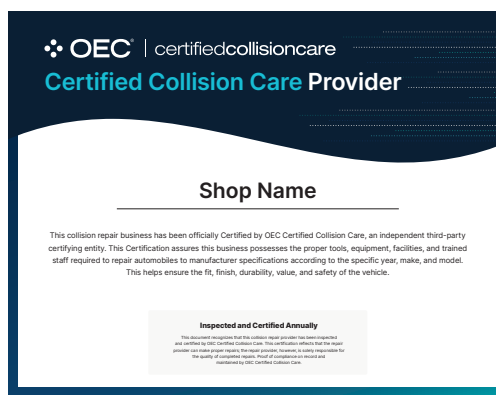 OEC® | certifiedcollisioncare
Certified Collision Care Provider
Shop Name
This collision repair business has been officially Certified by OEC Certified Collision Care, an independent third-party
certifying entity. This Certification assures this business possesses the proper tools, equipment, facilities, and trained
staff required to repair automobiles to manufacturer specifications according to the specific year, make, and model.
This helps ensure the fit, finish, durability, value, and safety of the vehicle.
Inspected and Certified Annually
This document recognizes that this collision repair provider has been inspected
and certified by OEC Certified Collision Care. This certification reflects that the repair
provider can make proper repairs; the repair provider, however, is solely responsible for
the quality of completed repairs. Proof of compliance on record and
maintained by OEC Certified Collision Care.